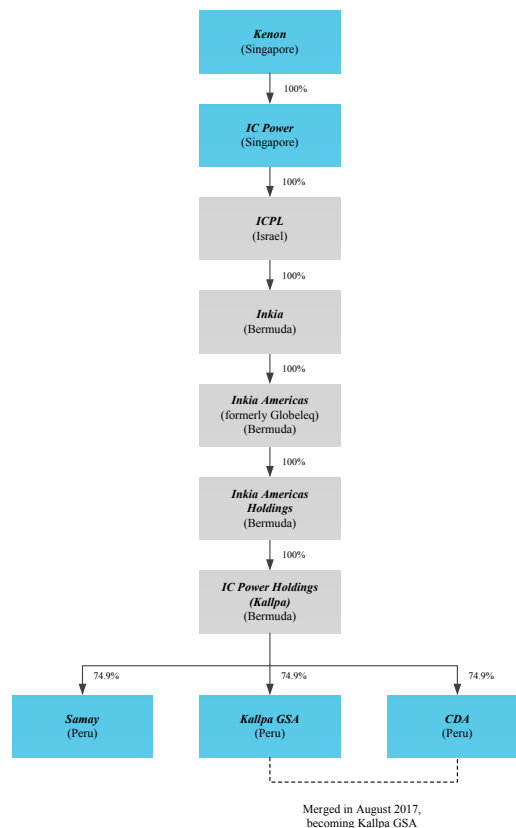 Kenon
(Singapore)
100%
IC Power
(Singapore)
100%
ICPL
(Israel)
100%
Inkia
(Bermuda)
100%
Inkia Americas
(formerly Globeleq)
(Bermuda)
100%
Inkia Americas
Holdings
(Bermuda)
100%
IC Power Holdings
(Kallpa)
(Bermuda)
74.9% 74.9% 74.9%
Samay Kallpa GSA CDA
(Peru) (Peru) (Peru)
Merged in August 2017,
becoming Kallpa GSA